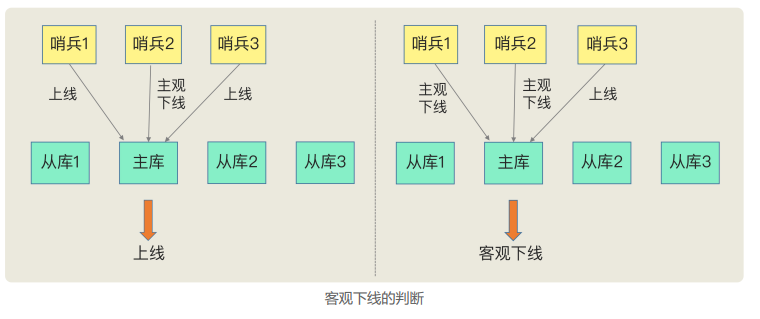 哨兵1
哨兵2
哨兵3
上线
主观
下线
上线
从库1
主库
从库2
从库3
上线
哨兵1
哨兵2
哨兵3
主观
下线
主观
下线
上线
从库1
主库
从库2
从库3
客观下线
客观下线的判断